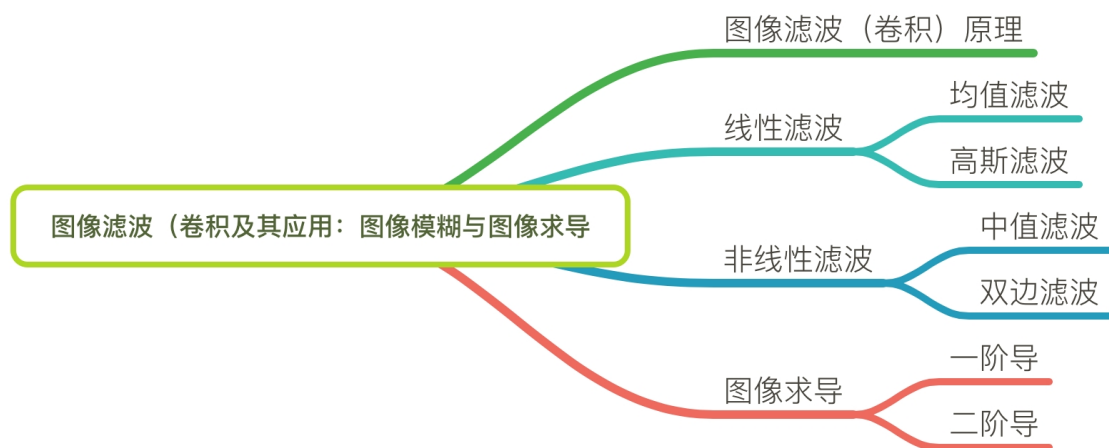 图像滤波（卷积）原理
均值滤波
线性滤波
高斯滤波
图像滤波（卷积及其应用：图像模糊与图像求导
中值滤波
非线性滤波
双边滤波
一阶导
图像求导
二阶导